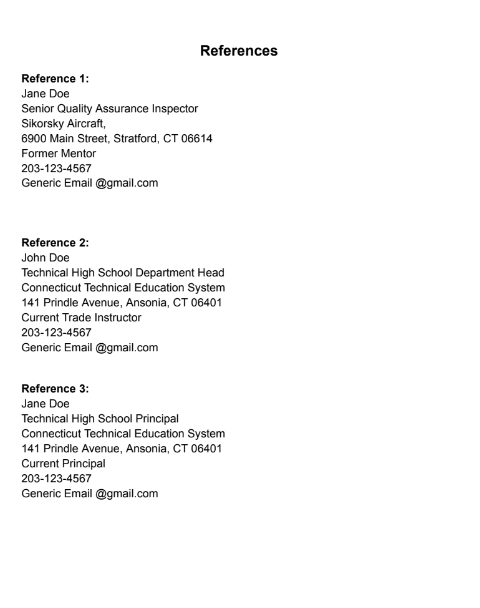 References
Reference 1:
Jane Doe
Senior Quality Assurance Inspector
Sikorsky Aircraft,
6900 Main Street, Stratford, CT 06614
Former Mentor
203-123-4567
Generic Email @gmail.com
Reference 2:
John Doe
Technical High School Department Head
Connecticut Technical Education System
141 Prindle Avenue, Ansonia, CT 06401
Current Trade Instructor
203-123-4567
Generic Email @gmail.com
Reference 3:
Jane Doe
Technical High School Principal
Connecticut Technical Education System
141 Prindle Avenue, Ansonia, CT 06401
Current Principal
203-123-4567
Generic Email @gmail.com